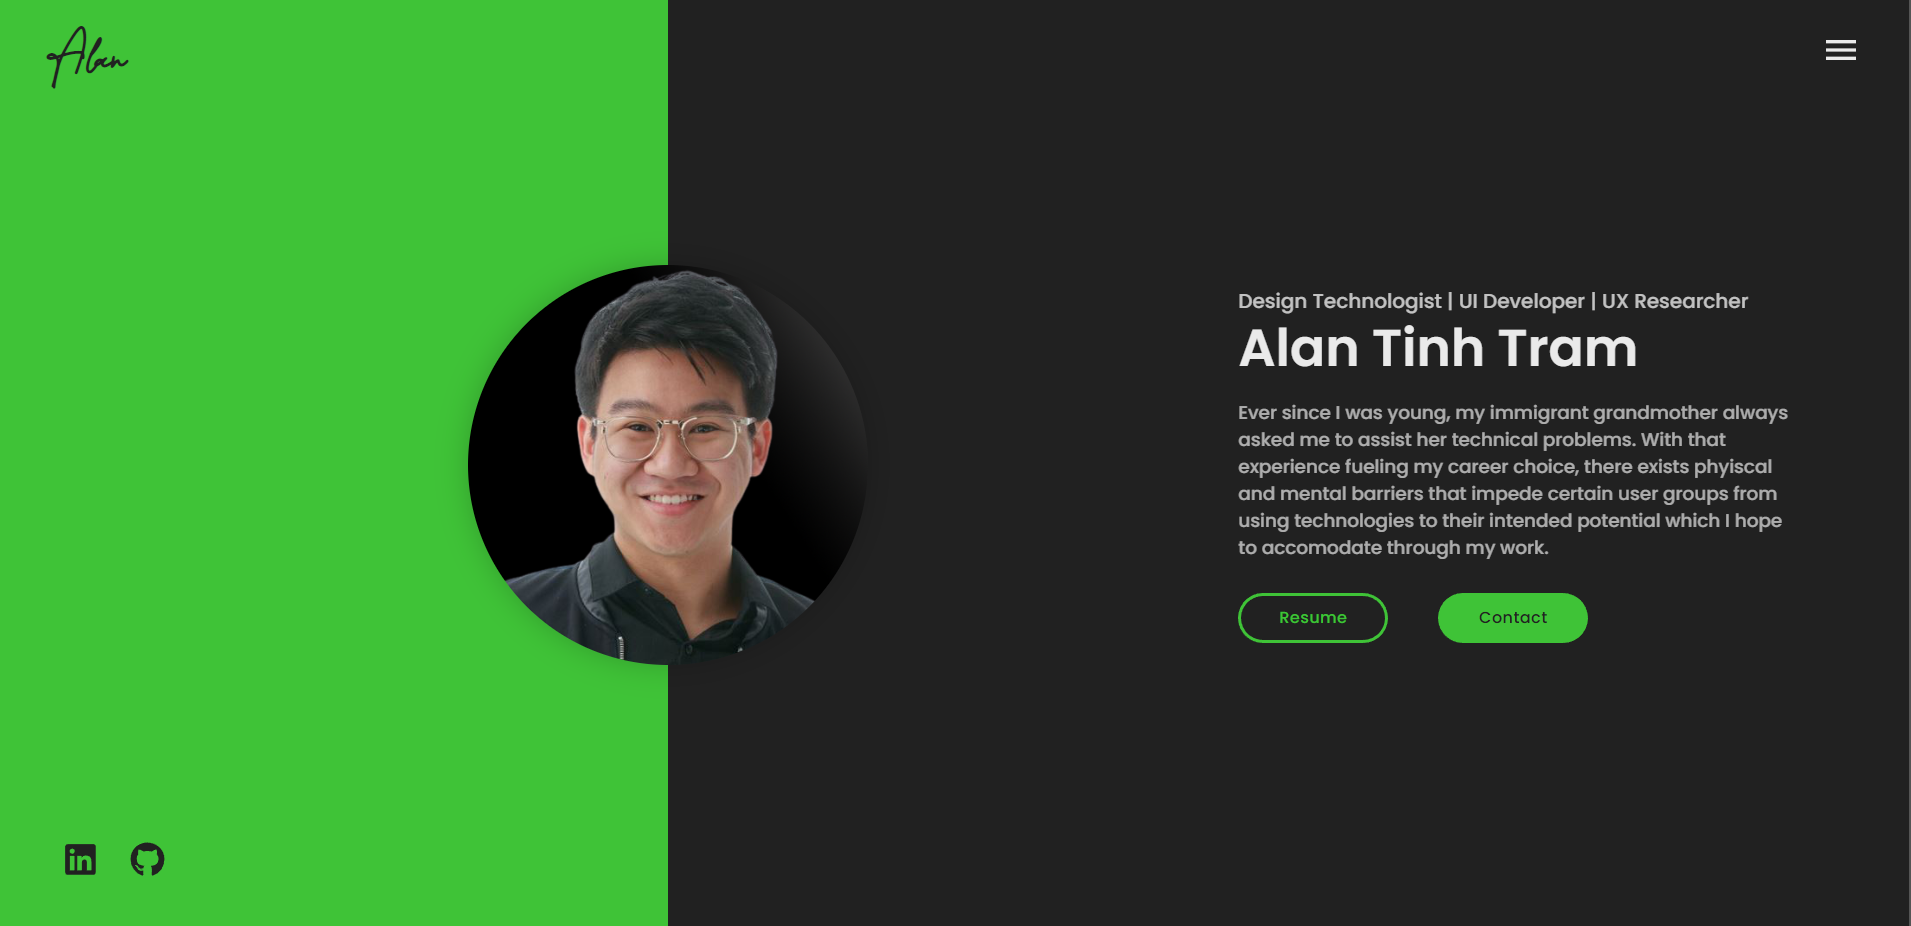 Alan
Design Technologist | UI Developer | UX Researcher
Alan Tinh Tram
Ever since I was young, my immigrant grandmother always
asked me to assist her technical problems. With that
experience fueling my career choice, there exists phyiscal
and mental barriers that impede certain user groups from
using technologies to their intended potential which I hope
to accomodate through my work.
Resume Contact
in